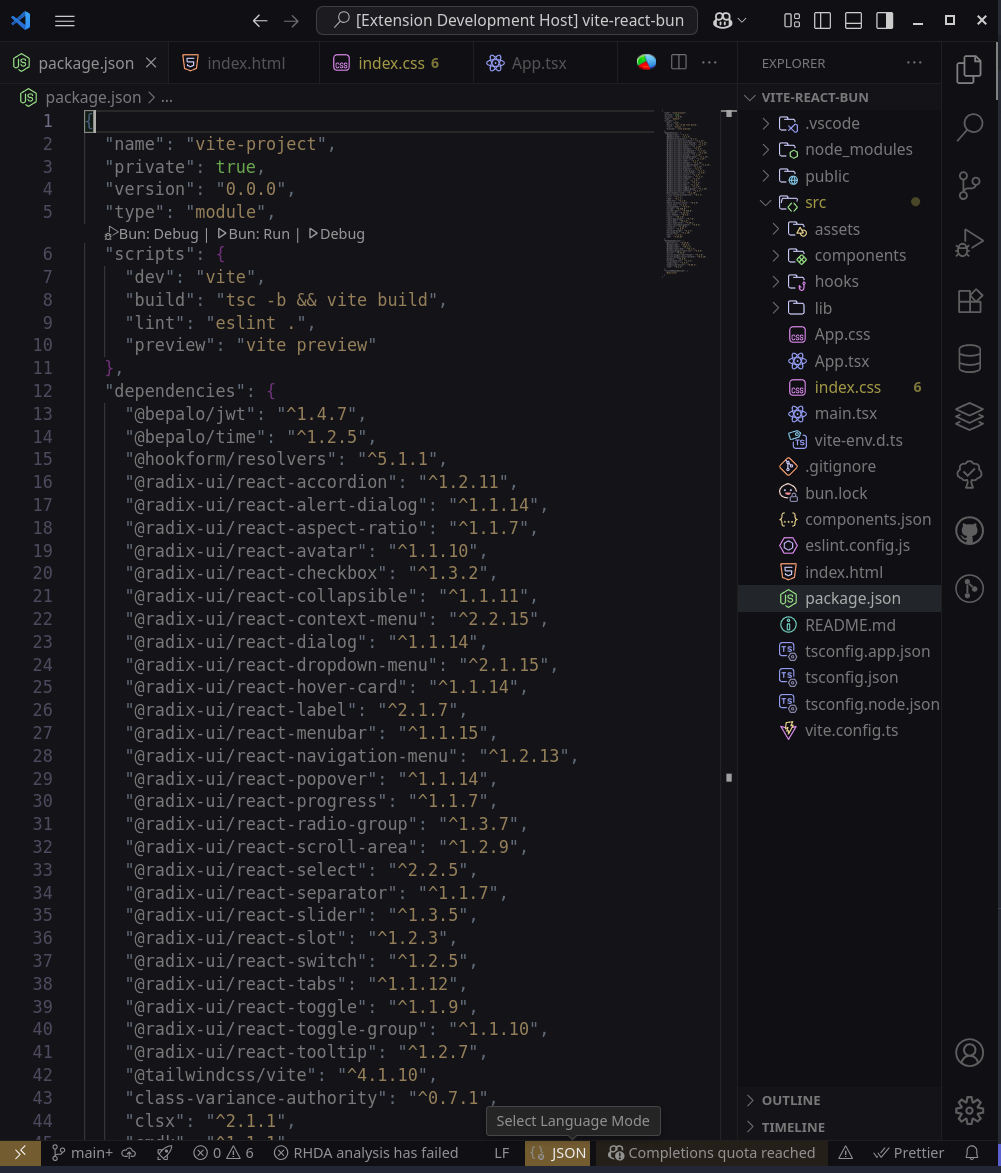 [Extension Development Host] vite-react-bun
package.json
index.html
index.css 6
App.tsx
package.json > ...
1 {
2 "name": "vite-project",
3 "private": true,
4 "version": "0.0.0",
5 "type": "module",
Bun: Debug | Bun: Run | Debug
6 "scripts": {
7 "dev": "vite",
8 "build": "tsc -b && vite build",
9 "lint": "eslint .",
10 "preview": "vite preview"
11 },
12 "dependencies": {
13 "@bepalo/jwt": "^1.4.7",
14 "@bepalo/time": "^1.2.5",
15 "@hookform/resolvers": "^5.1.1",
16 "@radix-ui/react-accordion": "^1.2.11",
17 "@radix-ui/react-alert-dialog": "^1.1.14",
18 "@radix-ui/react-aspect-ratio": "^1.1.7",
19 "@radix-ui/react-avatar": "^1.1.10",
20 "@radix-ui/react-checkbox": "^1.3.2",
21 "@radix-ui/react-collapsible": "^1.1.11",
22 "@radix-ui/react-context-menu": "^2.2.15",
23 "@radix-ui/react-dialog": "^1.1.14",
24 "@radix-ui/react-dropdown-menu": "^2.1.15",
25 "@radix-ui/react-hover-card": "^1.1.14",
26 "@radix-ui/react-label": "^2.1.7",
27 "@radix-ui/react-menubar": "^1.1.15",
28 "@radix-ui/react-navigation-menu": "^1.2.13",
29 "@radix-ui/react-popover": "^1.1.14",
30 "@radix-ui/react-progress": "^1.1.7",
31 "@radix-ui/react-radio-group": "^1.3.7",
32 "@radix-ui/react-scroll-area": "^1.2.9",
33 "@radix-ui/react-select": "^2.2.5",
34 "@radix-ui/react-separator": "^1.1.7",
35 "@radix-ui/react-slider": "^1.3.5",
36 "@radix-ui/react-slot": "^1.2.3",
37 "@radix-ui/react-switch": "^1.2.5",
38 "@radix-ui/react-tabs": "^1.1.12",
39 "@radix-ui/react-toggle": "^1.1.9",
40 "@radix-ui/react-toggle-group": "^1.1.10",
41 "@radix-ui/react-tooltip": "^1.2.7",
42 "@tailwindcss/vite": "^4.1.10",
43 "class-variance-authority": "^0.7.1",
44 "clsx": "^2.1.1",
EXPLORER
VITE-REACT-BUN
.vscode
node_modules
public
src
assets
components
hooks
lib
App.css
App.tsx
index.css 6
main.tsx
vite-env.d.ts
.gitignore
bun.lock
components.json
eslint.config.js
index.html
package.json
README.md
tsconfig.app.json
tsconfig.json
tsconfig.node.json
vite.config.ts
OUTLINE
TIMELINE
Select Language Mode
main+
0 6
RHDA analysis has failed
LF
JSON
Completions quota reached
Prettier